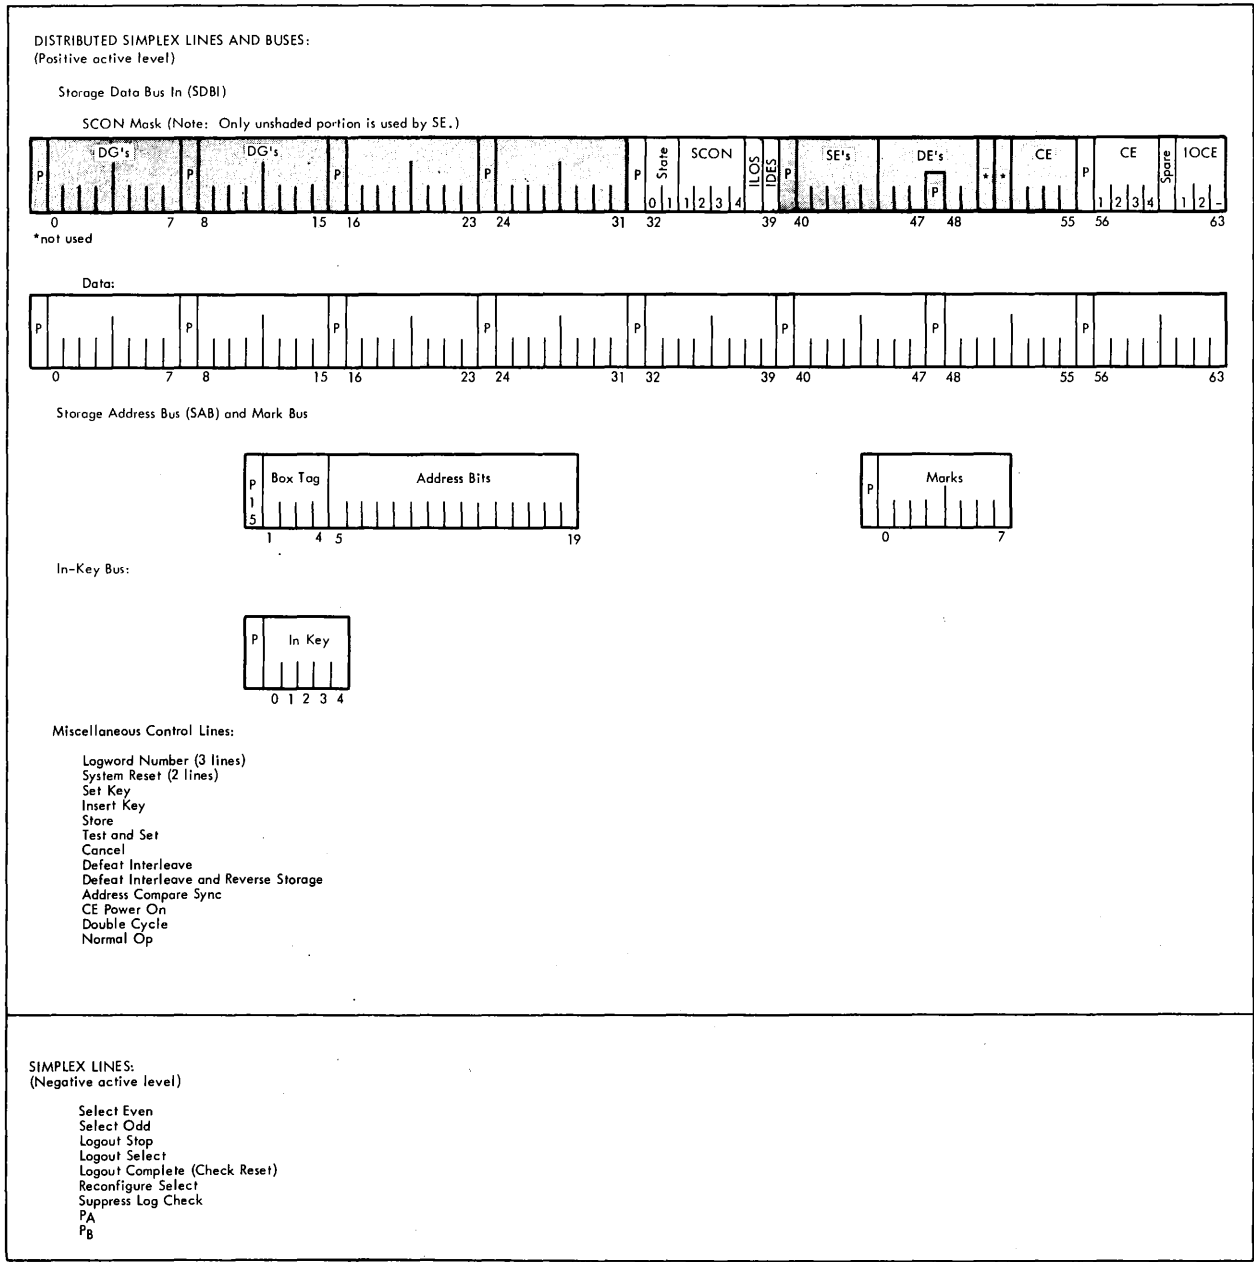 DISTRIBUTED SIMPLEX LINES AND BUSES:
(Positive active level)
Storage Data Bus In (SDBI)
SCON Mask (Note: Only unshaded portion is used by SE.)
P DG's P DG's P P P State SCON ILOS IDES P SE's DE's P * * CE P CE Spare IOCE
0 1 1 2 3 4 1 2 3 4 1 2 -
0 7 8 15 16 23 24 31 32 39 40 47 48 55 56 63
*not used
Data:
P P P P P P P P
0 7 8 15 16 23 24 31 32 39 40 47 48 55 56 63
Storage Address Bus (SAB) and Mark Bus
P 1 5 Box Tag Address Bits P Marks
1 4 5 19 0 7
In-Key Bus:
P In Key
0 1 2 3 4
Miscellaneous Control Lines:
Logword Number (3 lines)
System Reset (2 lines)
Set Key
Insert Key
Store
Test and Set
Cancel
Defeat Interleave
Defeat Interleave and Reverse Storage
Address Compare Sync
CE Power On
Double Cycle
Normal Op
SIMPLEX LINES:
(Negative active level)
Select Even
Select Odd
Logout Stop
Logout Select
Logout Complete (Check Reset)
Reconfigure Select
Suppress Log Check
PA
PB